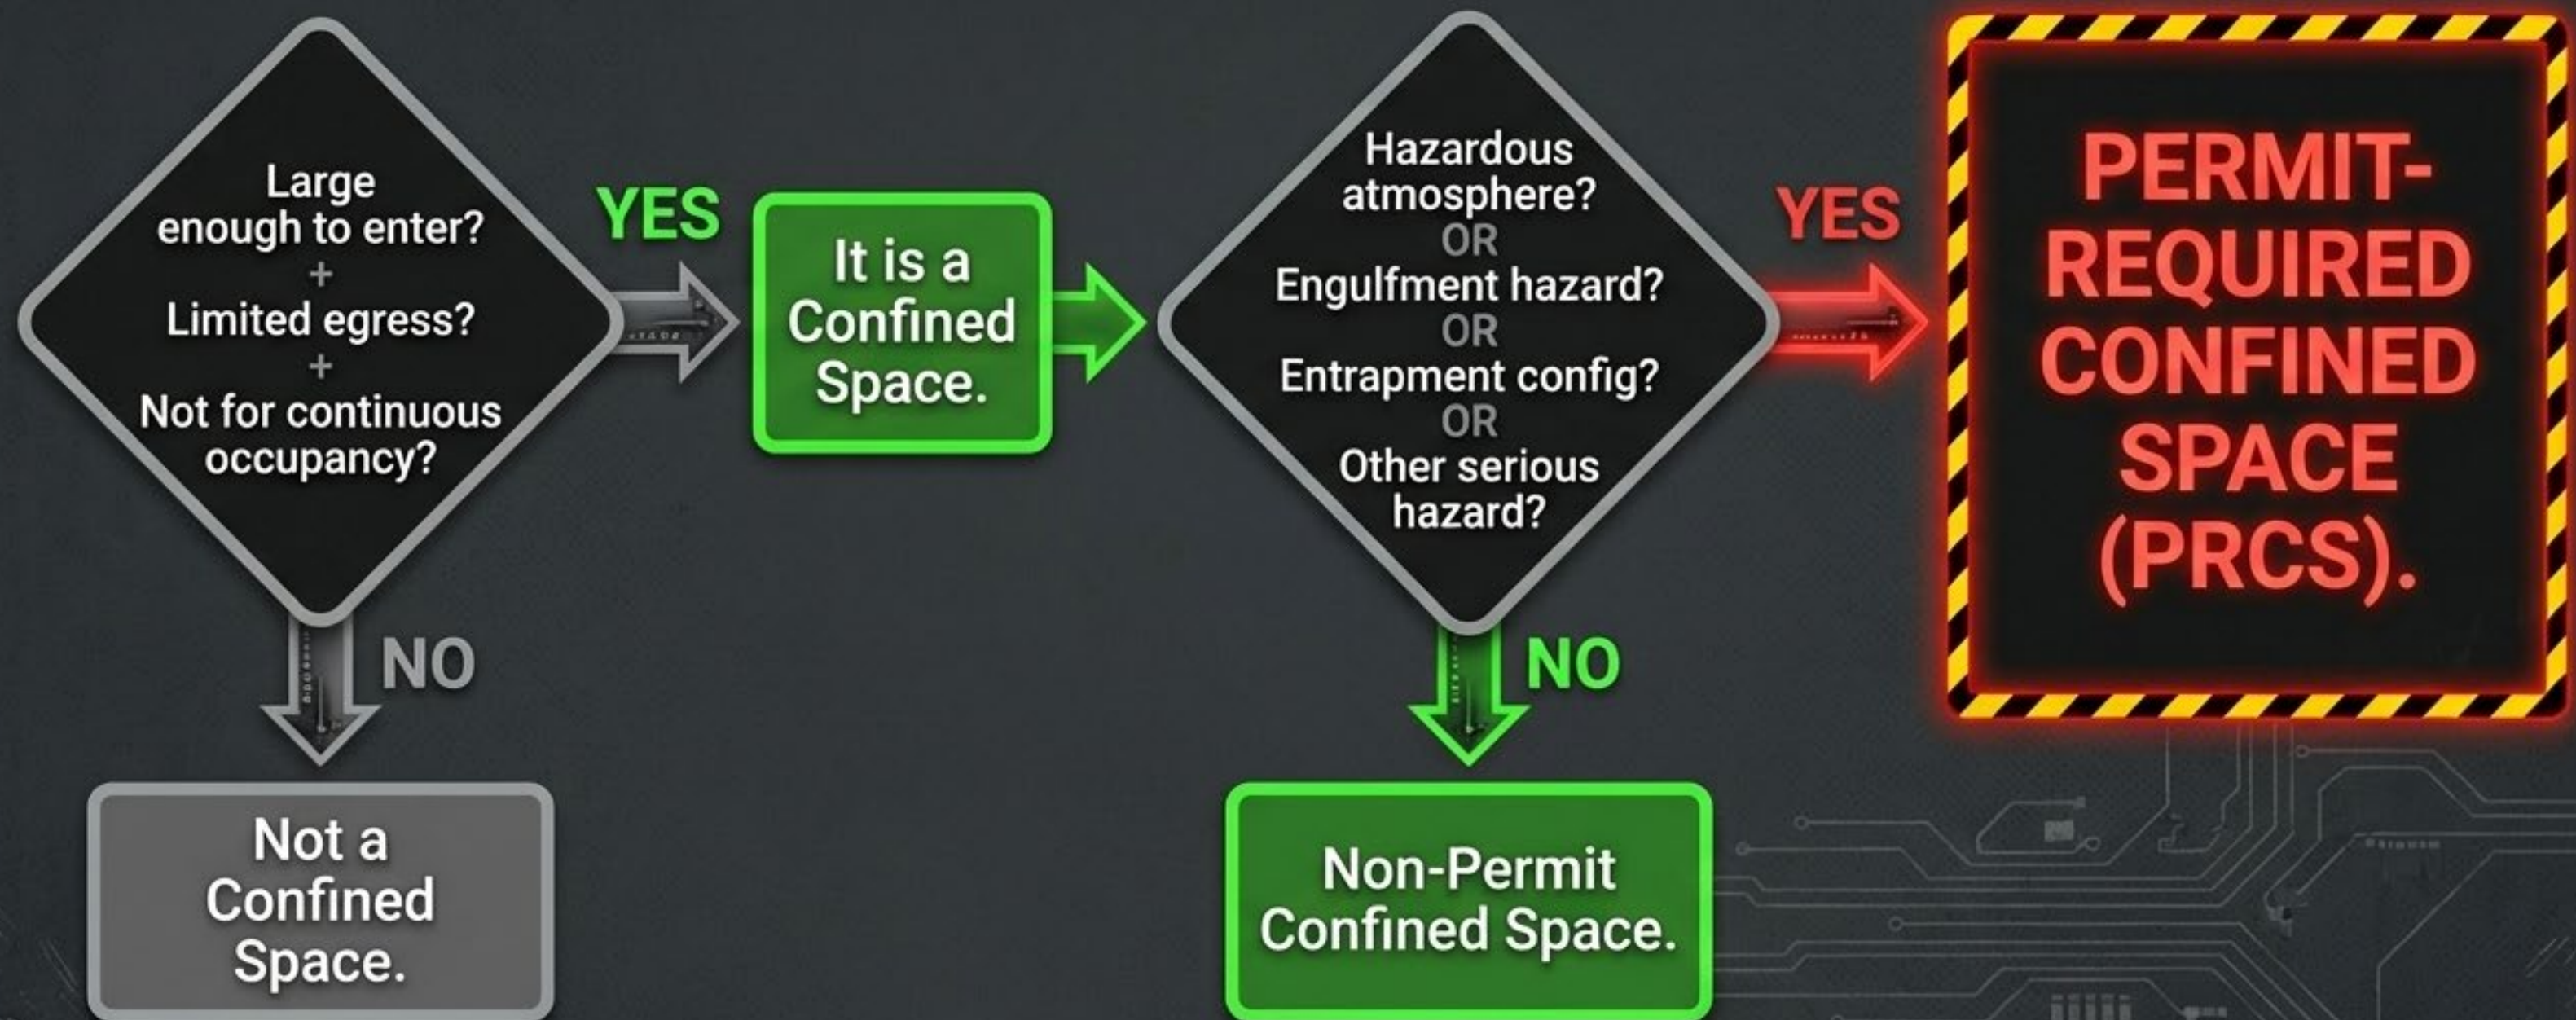 Large
enough to enter?
+
Limited egress?
+
Not for continuous
occupancy?
YES
It is a
Confined
Space.
Hazardous
atmosphere?
OR
Engulfment hazard?
OR
Entrapment config?
OR
Other serious
hazard?
YES
PERMIT-
REQUIRED
CONFINED
SPACE
(PRCS).
NO
Not a
Confined
Space.
NO
Non-Permit
Confined Space.